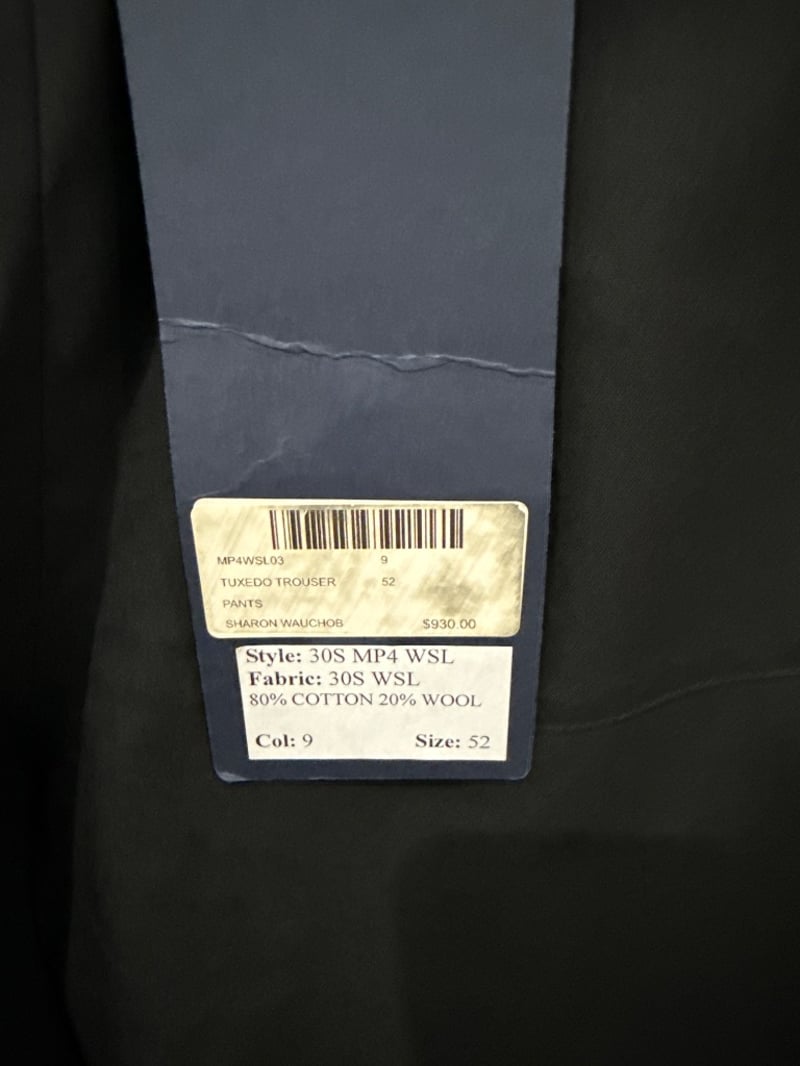 MP4WSL03 9
TUXEDO TROUSER 52
PANTS
SHARON WAUCHOB $930.00
Style: 30S MP4 WSL
Fabric: 30S WSL
80% COTTON 20% WOOL
Col: 9 Size: 52